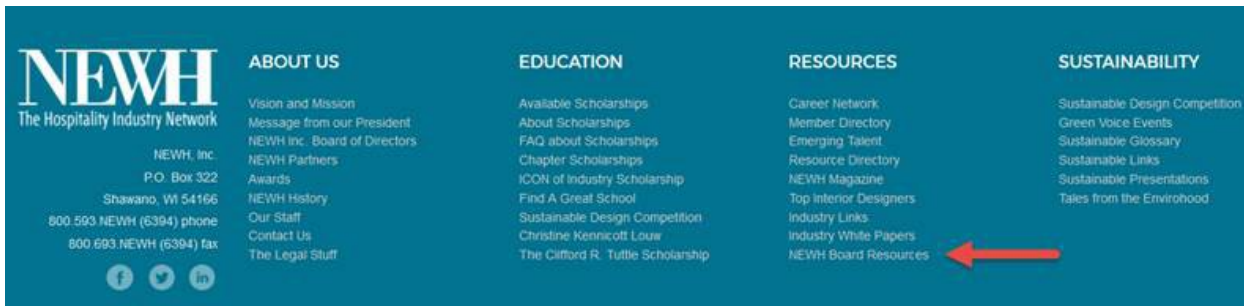 NEWH
The Hospitality Industry Network
NEWH, Inc.
P.O. Box 322
Shawano, WI 54166
800.593.NEWH (6394) phone
800.693.NEWH (6394) fax
ABOUT US
Vision and Mission
Message from our President
NEWH Inc. Board of Directors
NEWH Partners
Awards
NEWH History
Our Staff
Contact Us
The Legal Stuff
EDUCATION
Available Scholarships
About Scholarships
FAQ about Scholarships
Chapter Scholarships
ICON of Industry Scholarship
Find A Great School
Sustainable Design Competition
Christine Kennicott Louw
The Clifford R. Tuttle Scholarship
RESOURCES
Career Network
Member Directory
Emerging Talent
Resource Directory
NEWH Magazine
Top Interior Designers
Industry Links
Industry White Papers
NEWH Board Resources
SUSTAINABILITY
Sustainable Design Competition
Green Voice Events
Sustainable Glossary
Sustainable Links
Sustainable Presentations
Tales from the Envirohood